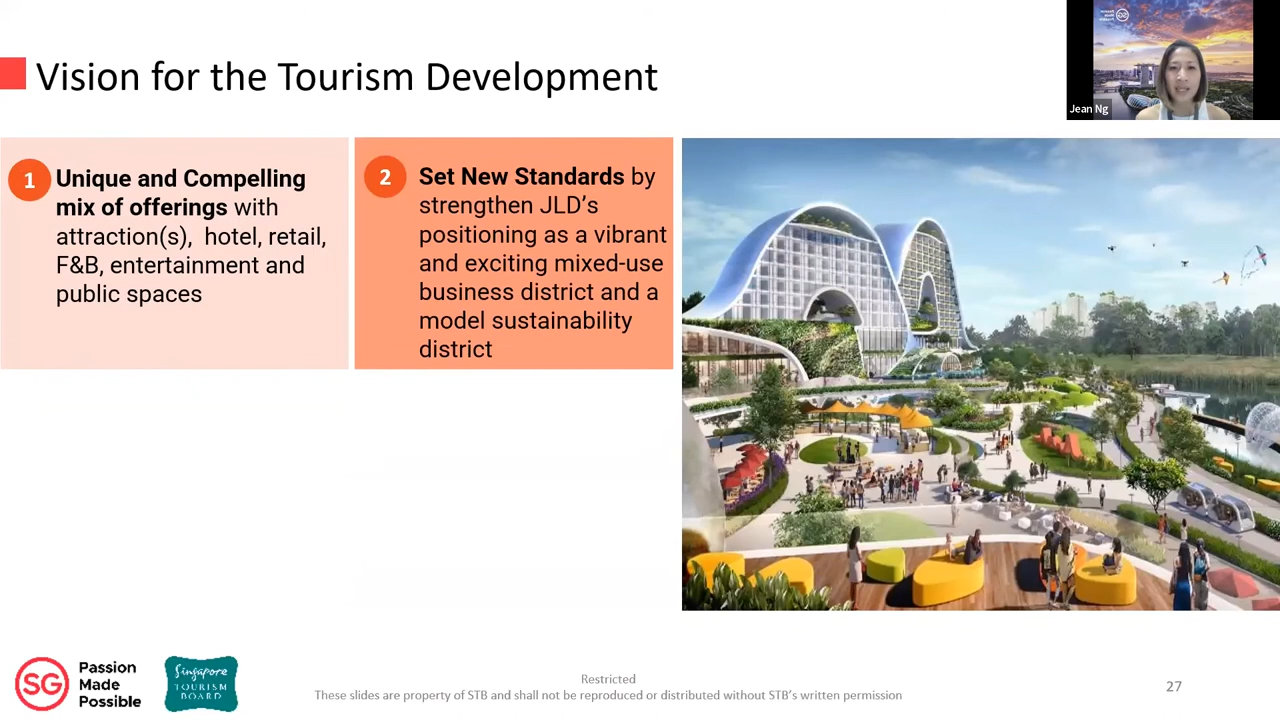 Vision for the Tourism Development
Jean Ng
1
Unique and Compelling
mix of offerings with
attraction(s), hotel, retail,
F&B, entertainment and
public spaces
2
Set New Standards by
strengthen JLD's
positioning as a vibrant
and exciting mixed-use
business district and a
model sustainability
district
SG
Passion
Made
Possible
Singapore
TOURISM
BOARD
Restricted
These slides are property of STB and shall not be reproduced or distributed without STB's written permission
27